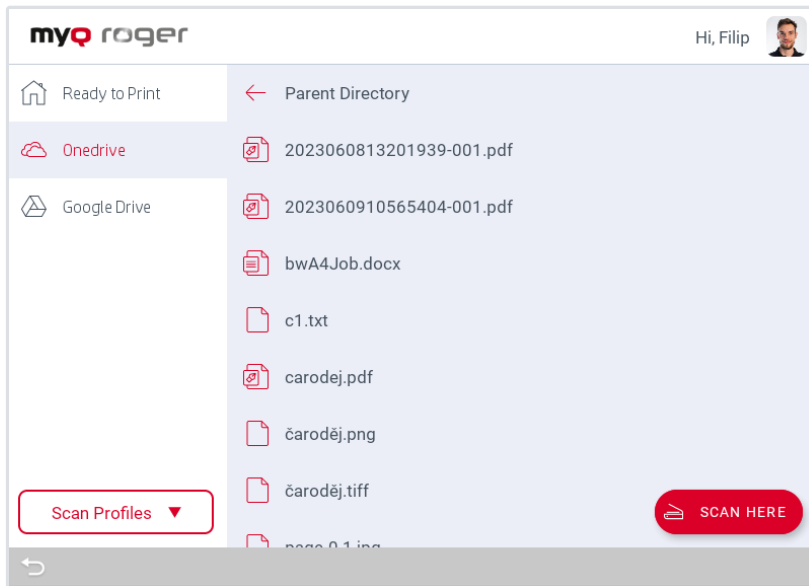 myQ roger
Hi, Filip
Ready to Print
Onedrive
Google Drive
Scan Profiles ▼
Parent Directory
2023060813201939-001.pdf
2023060910565404-001.pdf
bwA4Job.docx
c1.txt
carodej.pdf
čaroděj.png
čaroděj.tiff
SCAN HERE